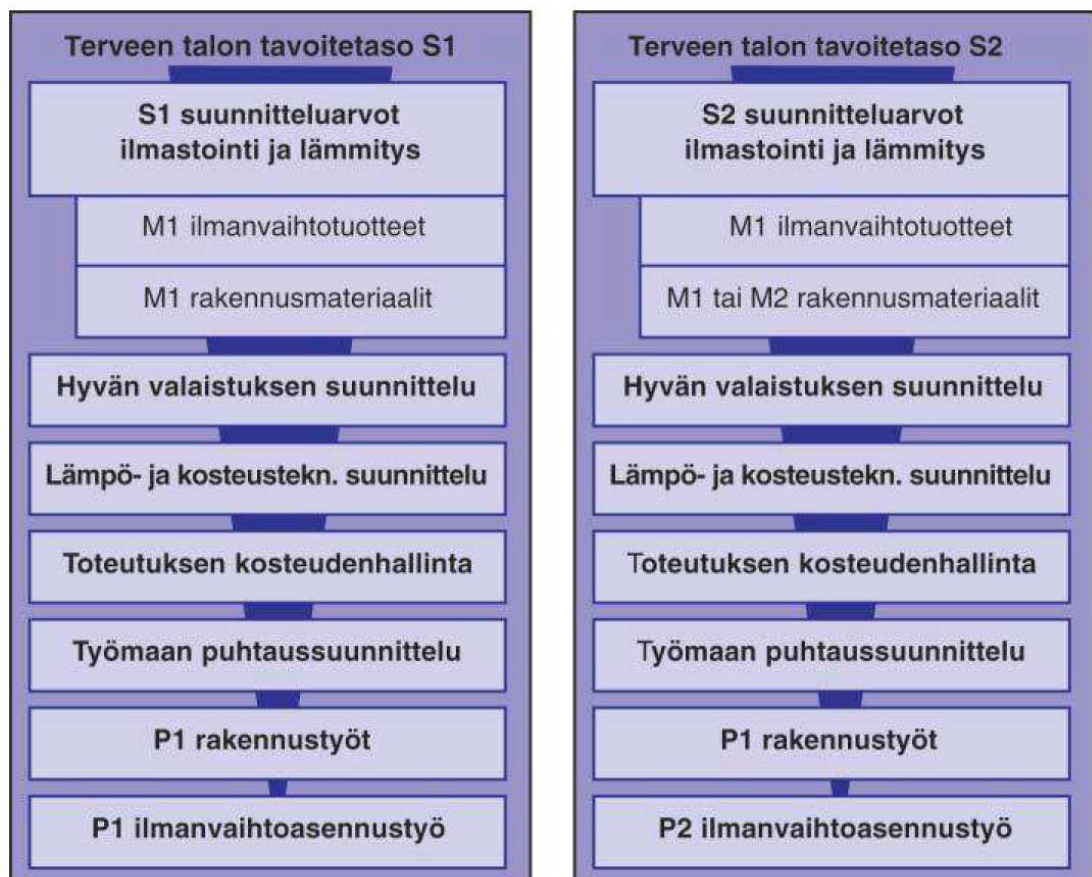 Terveen talon tavoitetaso S1
S1 suunnitteluarvot
ilmastointi ja lämmitys
M1 ilmanvaihtotuotteet
M1 rakennusmateriaalit
Hyvän valaistuksen suunnittelu
Lämpö- ja kosteustekn. suunnittelu
Toteutuksen kosteudenhallinta
Työmaan puhtaussuunnittelu
P1 rakennustyöt
P1 ilmanvaihtoasennustyö
Terveen talon tavoitetaso S2
S2 suunnitteluarvot
ilmastointi ja lämmitys
M1 ilmanvaihtotuotteet
M1 tai M2 rakennusmateriaalit
Hyvän valaistuksen suunnittelu
Lämpö- ja kosteustekn. suunnittelu
Toteutuksen kosteudenhallinta
Työmaan puhtaussuunnittelu
P1 rakennustyöt
P2 ilmanvaihtoasennustyö